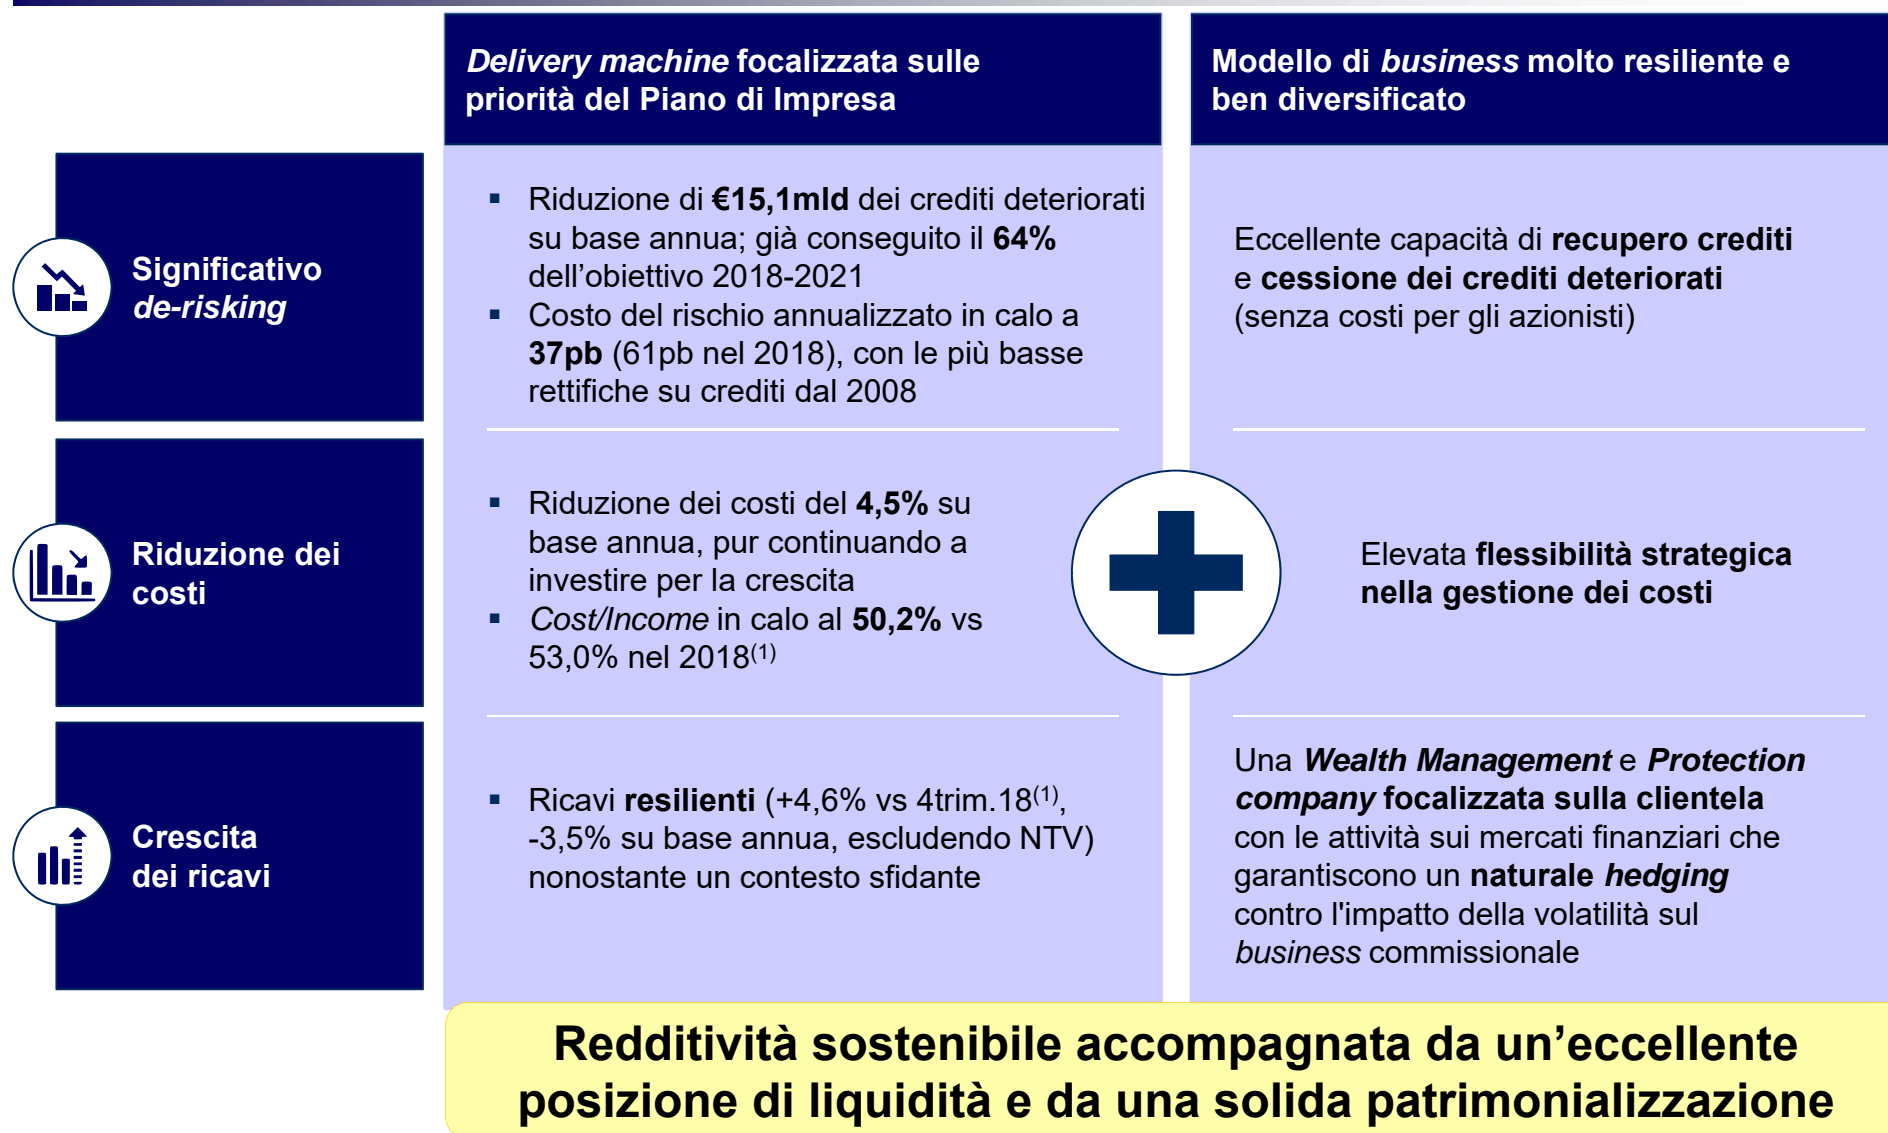 Delivery machine focalizzata sulle
priorità del Piano di Impresa
Modello di business molto resiliente e
ben diversificato
Significativo
de-risking
▪ Riduzione di €15,1mld dei crediti deteriorati
su base annua; già conseguito il 64%
dell’obiettivo 2018-2021
▪ Costo del rischio annualizzato in calo a
37pb (61pb nel 2018), con le più basse
rettifiche su crediti dal 2008
Eccellente capacità di recupero crediti
e cessione dei crediti deteriorati
(senza costi per gli azionisti)
Riduzione dei
costi
▪ Riduzione dei costi del 4,5% su
base annua, pur continuando a
investire per la crescita
▪ Cost/Income in calo al 50,2% vs
53,0% nel 2018(1)
Elevata flessibilità strategica
nella gestione dei costi
Crescita
dei ricavi
▪ Ricavi resilienti (+4,6% vs 4trim.18(1),
-3,5% su base annua, escludendo NTV)
nonostante un contesto sfidante
Una Wealth Management e Protection
company focalizzata sulla clientela
con le attività sui mercati finanziari che
garantiscono un naturale hedging
contro l'impatto della volatilità sul
business commissionale
Redditività sostenibile accompagnata da un’eccellente
posizione di liquidità e da una solida patrimonializzazione